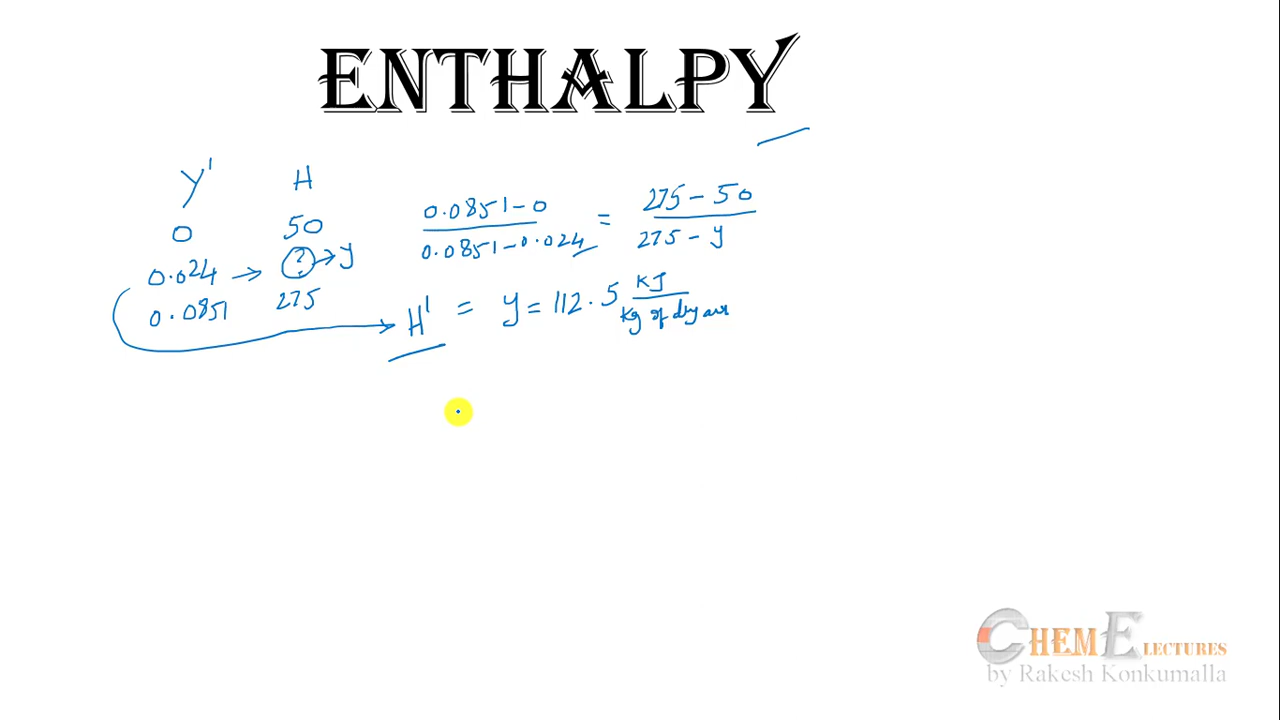 ENTHALPY
Y' H
0 50
0.024 → ? → y
0.0851 275
0.0851-0 / 0.0851-0.024 = 275-50 / 275-y
H' = y = 112.5 KJ / Kg of dry air
CHEME LECTURES
by Rakesh Konkumalla